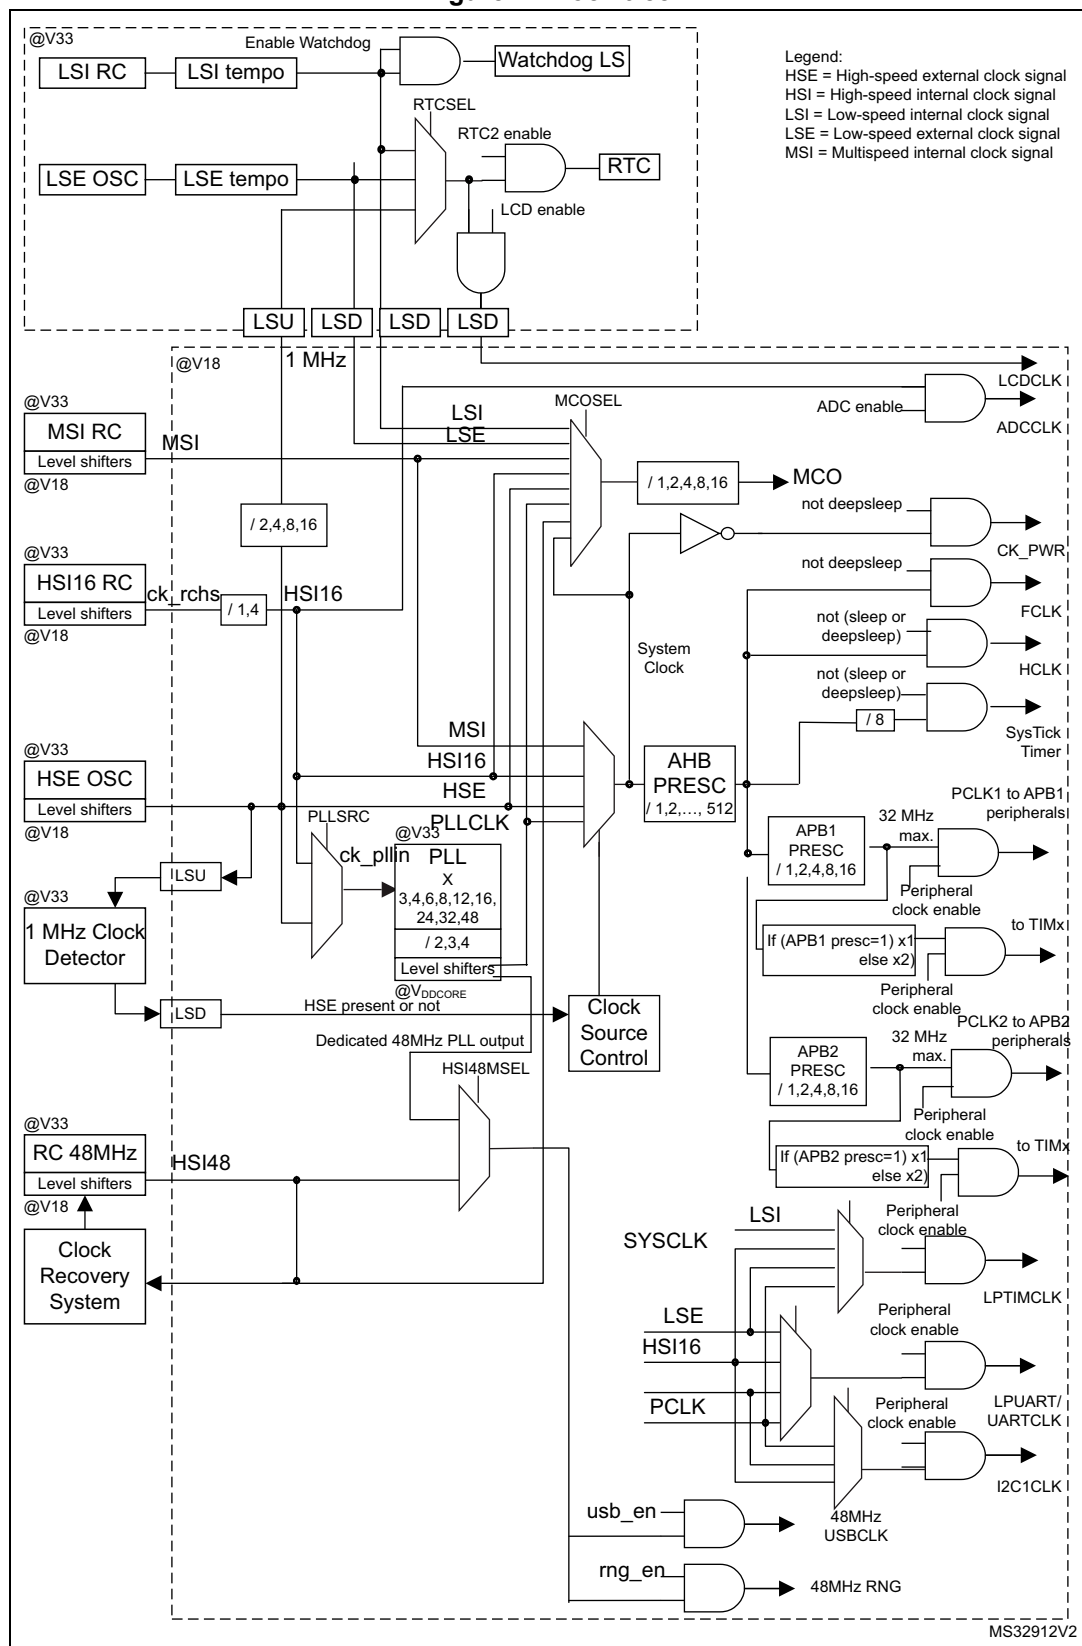 @V33
Enable Watchdog
LSI RC
LSI tempo
Watchdog LS
Legend:
HSE = High-speed external clock signal
HSI = High-speed internal clock signal
LSI = Low-speed internal clock signal
LSE = Low-speed external clock signal
MSI = Multispeed internal clock signal
RTCSEL
RTC2 enable
RTC
LSE OSC
LSE tempo
LCD enable
LSU
LSD
LSD
LSD
@V18
1 MHz
LCDCLK
@V33
MSI RC
Level shifters
@V18
MSI
LSI
LSE
MCOSEL
ADC enable
ADCCLK
/ 1,2,4,8,16
MCO
/ 2,4,8,16
not deepsleep
CK_PWR
@V33
HSI16 RC
Level shifters
@V18
ck_rchs
/ 1,4
HSI16
not deepsleep
FCLK
not (sleep or
deepsleep)
HCLK
System
Clock
not (sleep or
deepsleep)
/ 8
SysTick
Timer
@V33
HSE OSC
Level shifters
@V18
MSI
HSI16
HSE
PLLCLK
AHB
PRESC
/ 1,2,…, 512
PCLK1 to APB1
peripherals
32 MHz
max.
APB1
PRESC
/ 1,2,4,8,16
Peripheral
clock enable
PLLSRC
ck_pllin
@V33
PLL
X
3,4,6,8,12,16,
24,32,48
/ 2,3,4
Level shifters
@VDDCORE
LSU
@V33
1 MHz Clock
Detector
LSD
HSE present or not
Clock
Source
Control
If (APB1 presc=1) x1
else x2)
to TIMx
Peripheral
clock enable
PCLK2 to APB2
peripherals
32 MHz
max.
APB2
PRESC
/ 1,2,4,8,16
Peripheral
clock enable
Dedicated 48MHz PLL output
HSI48MSEL
@V33
RC 48MHz
Level shifters
@V18
HSI48
Clock
Recovery
System
If (APB2 presc=1) x1
else x2)
to TIMx
Peripheral
clock enable
LSI
SYSCLK
LPTIMCLK
LSE
HSI16
PCLK
Peripheral
clock enable
LPUART/
UARTCLK
Peripheral
clock enable
I2C1CLK
usb_en
48MHz
USBCLK
rng_en
48MHz RNG
MS32912V2